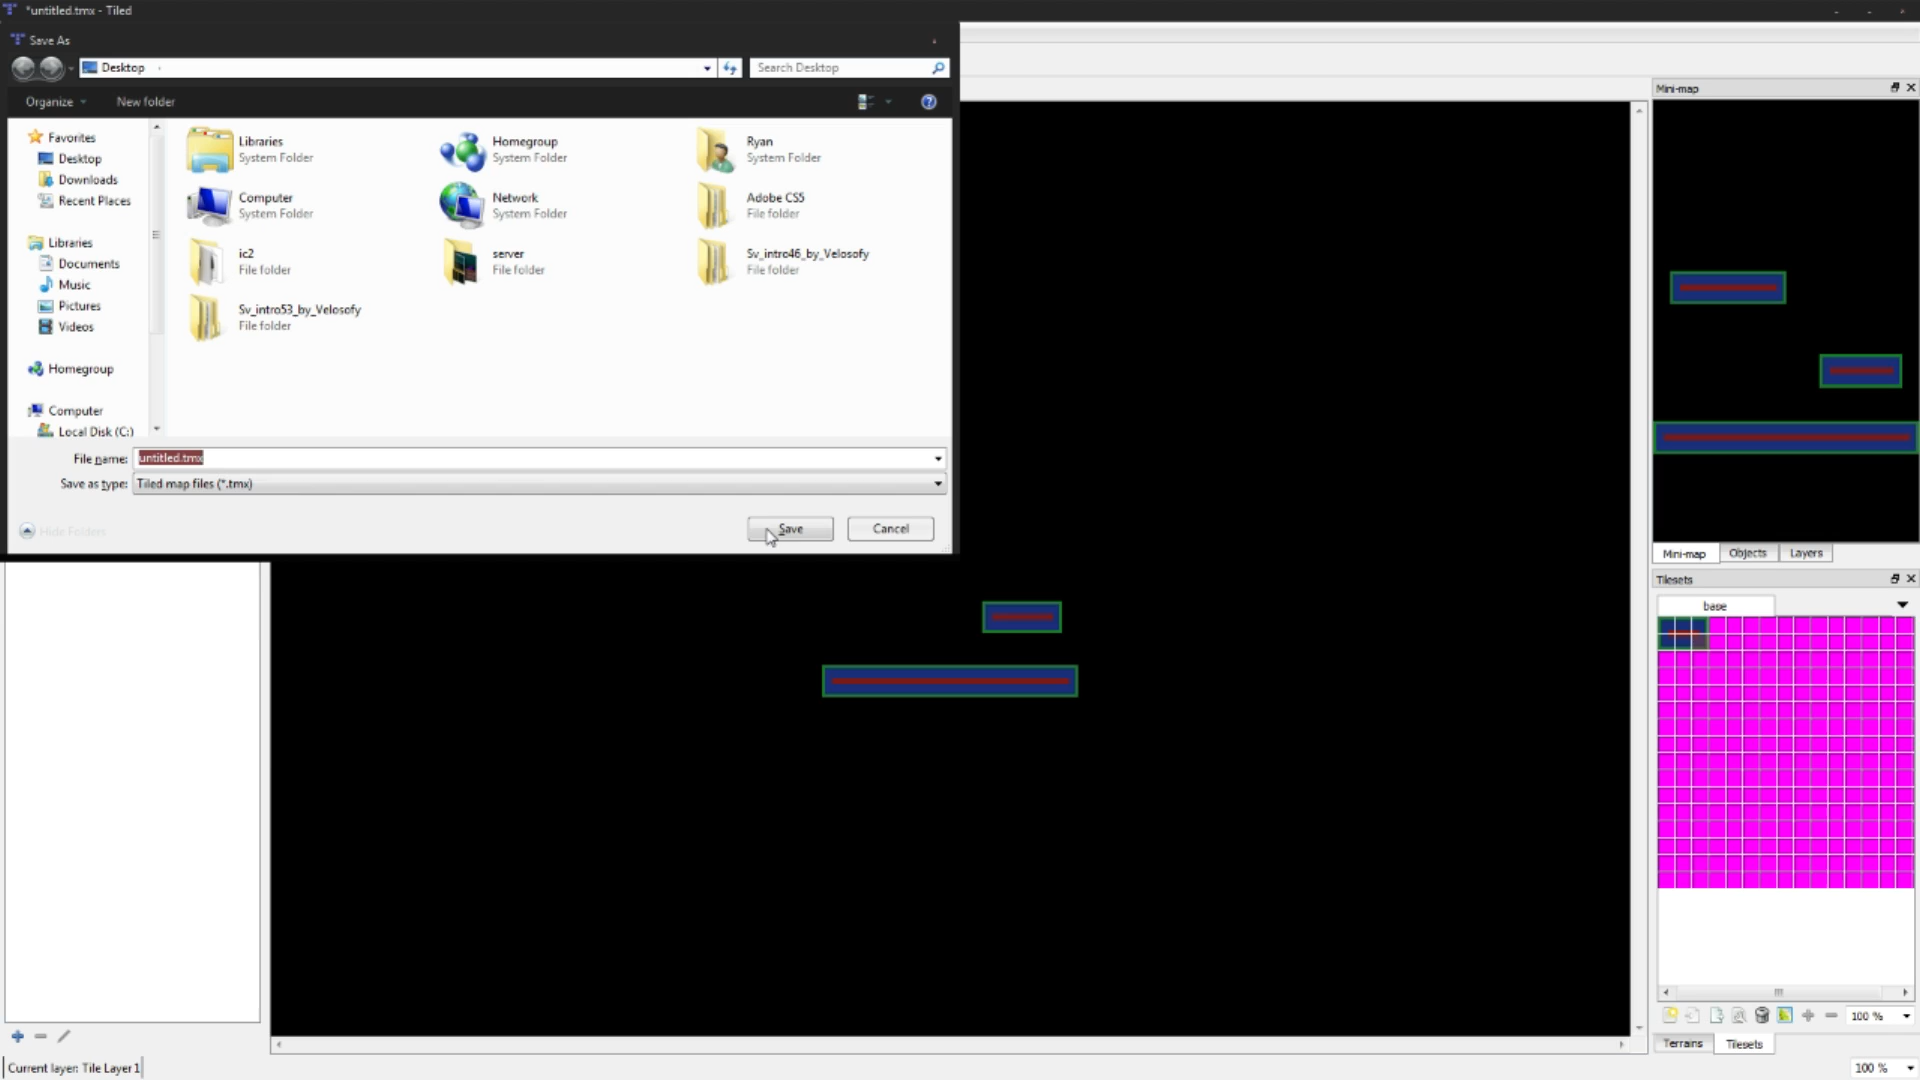 *untitled.tmx - Tiled
Save As
Desktop
Search Desktop
Organize
New folder
Favorites
Desktop
Downloads
Recent Places
Libraries
Documents
Music
Pictures
Videos
Homegroup
Computer
Local Disk (C:)
Libraries
System Folder
Homegroup
System Folder
Ryan
System Folder
Computer
System Folder
Network
System Folder
Adobe CS5
File folder
ic2
File folder
server
File folder
Sv_intro46_by_Velosofy
File folder
Sv_intro53_by_Velosofy
File folder
File name: untitled.tmx
Save as type: Tiled map files (*.tmx)
Hide Folders
Save
Cancel
Mini-map
Mini-map Objects Layers
Tilesets
base
100 %
Terrains Tilesets
Current layer: Tile Layer 1
100 %